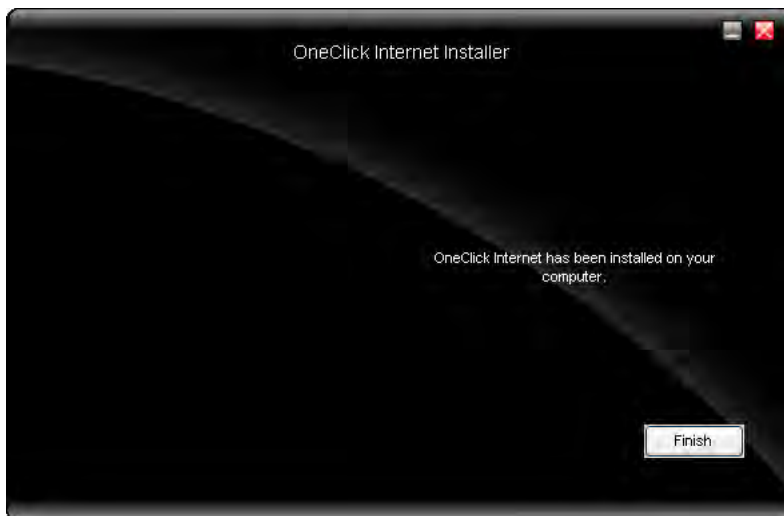 OneClick Internet Installer
OneClick Internet has been installed on your
computer.
Finish